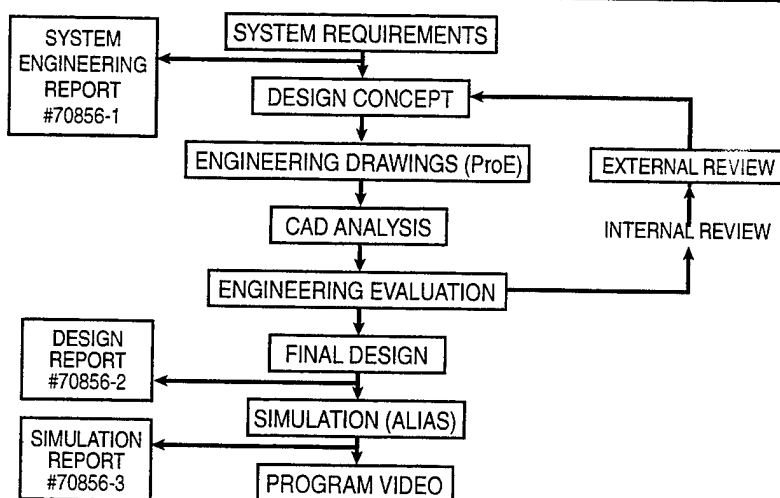 SYSTEM
ENGINEERING
REPORT
#70856-1
SYSTEM REQUIREMENTS
DESIGN CONCEPT
ENGINEERING DRAWINGS (ProE)
EXTERNAL REVIEW
CAD ANALYSIS
INTERNAL REVIEW
ENGINEERING EVALUATION
DESIGN
REPORT
#70856-2
FINAL DESIGN
SIMULATION (ALIAS)
SIMULATION
REPORT
#70856-3
PROGRAM VIDEO